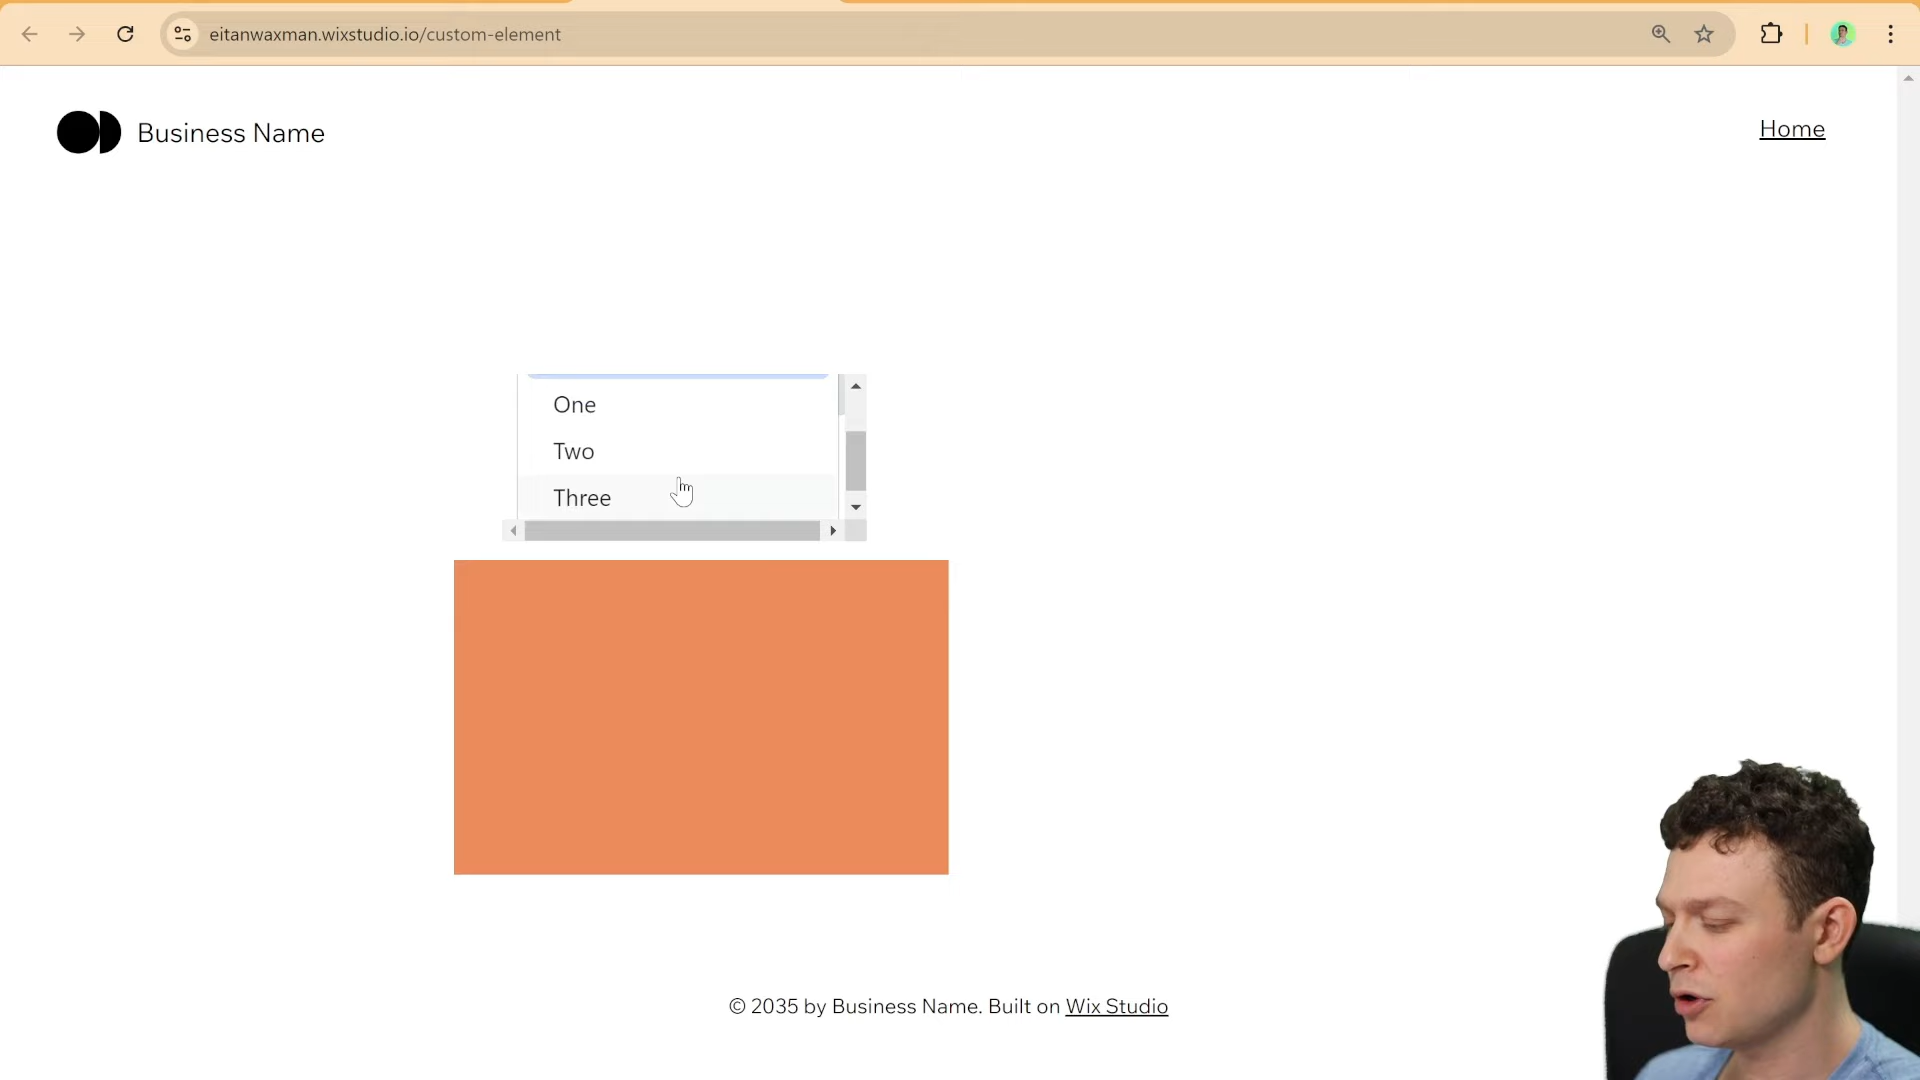 eitanwaxman.wixstudio.io/custom-element
Business Name
Home
One
Two
Three
© 2035 by Business Name. Built on Wix Studio